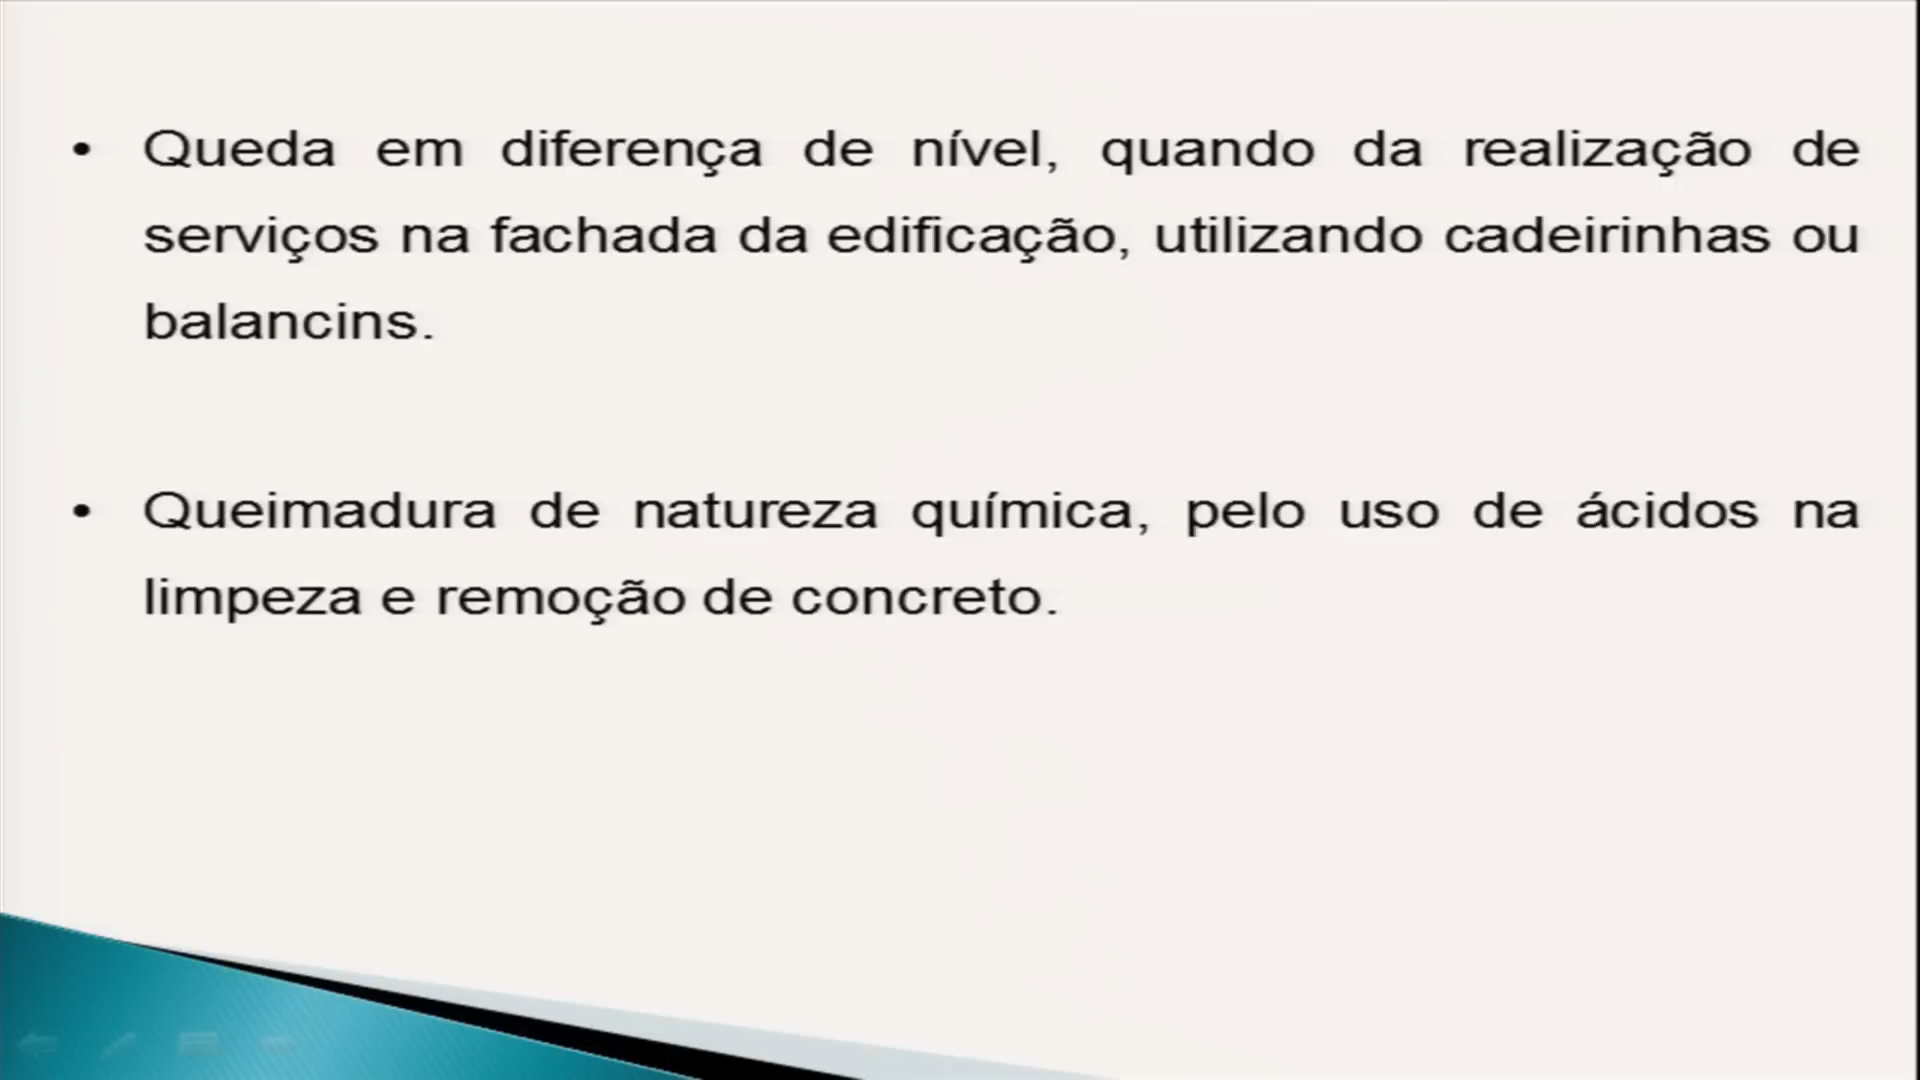 • Queda em diferença de nível, quando da realização de
serviços na fachada da edificação, utilizando cadeirinhas ou
balancins.
• Queimadura de natureza química, pelo uso de ácidos na
limpeza e remoção de concreto.